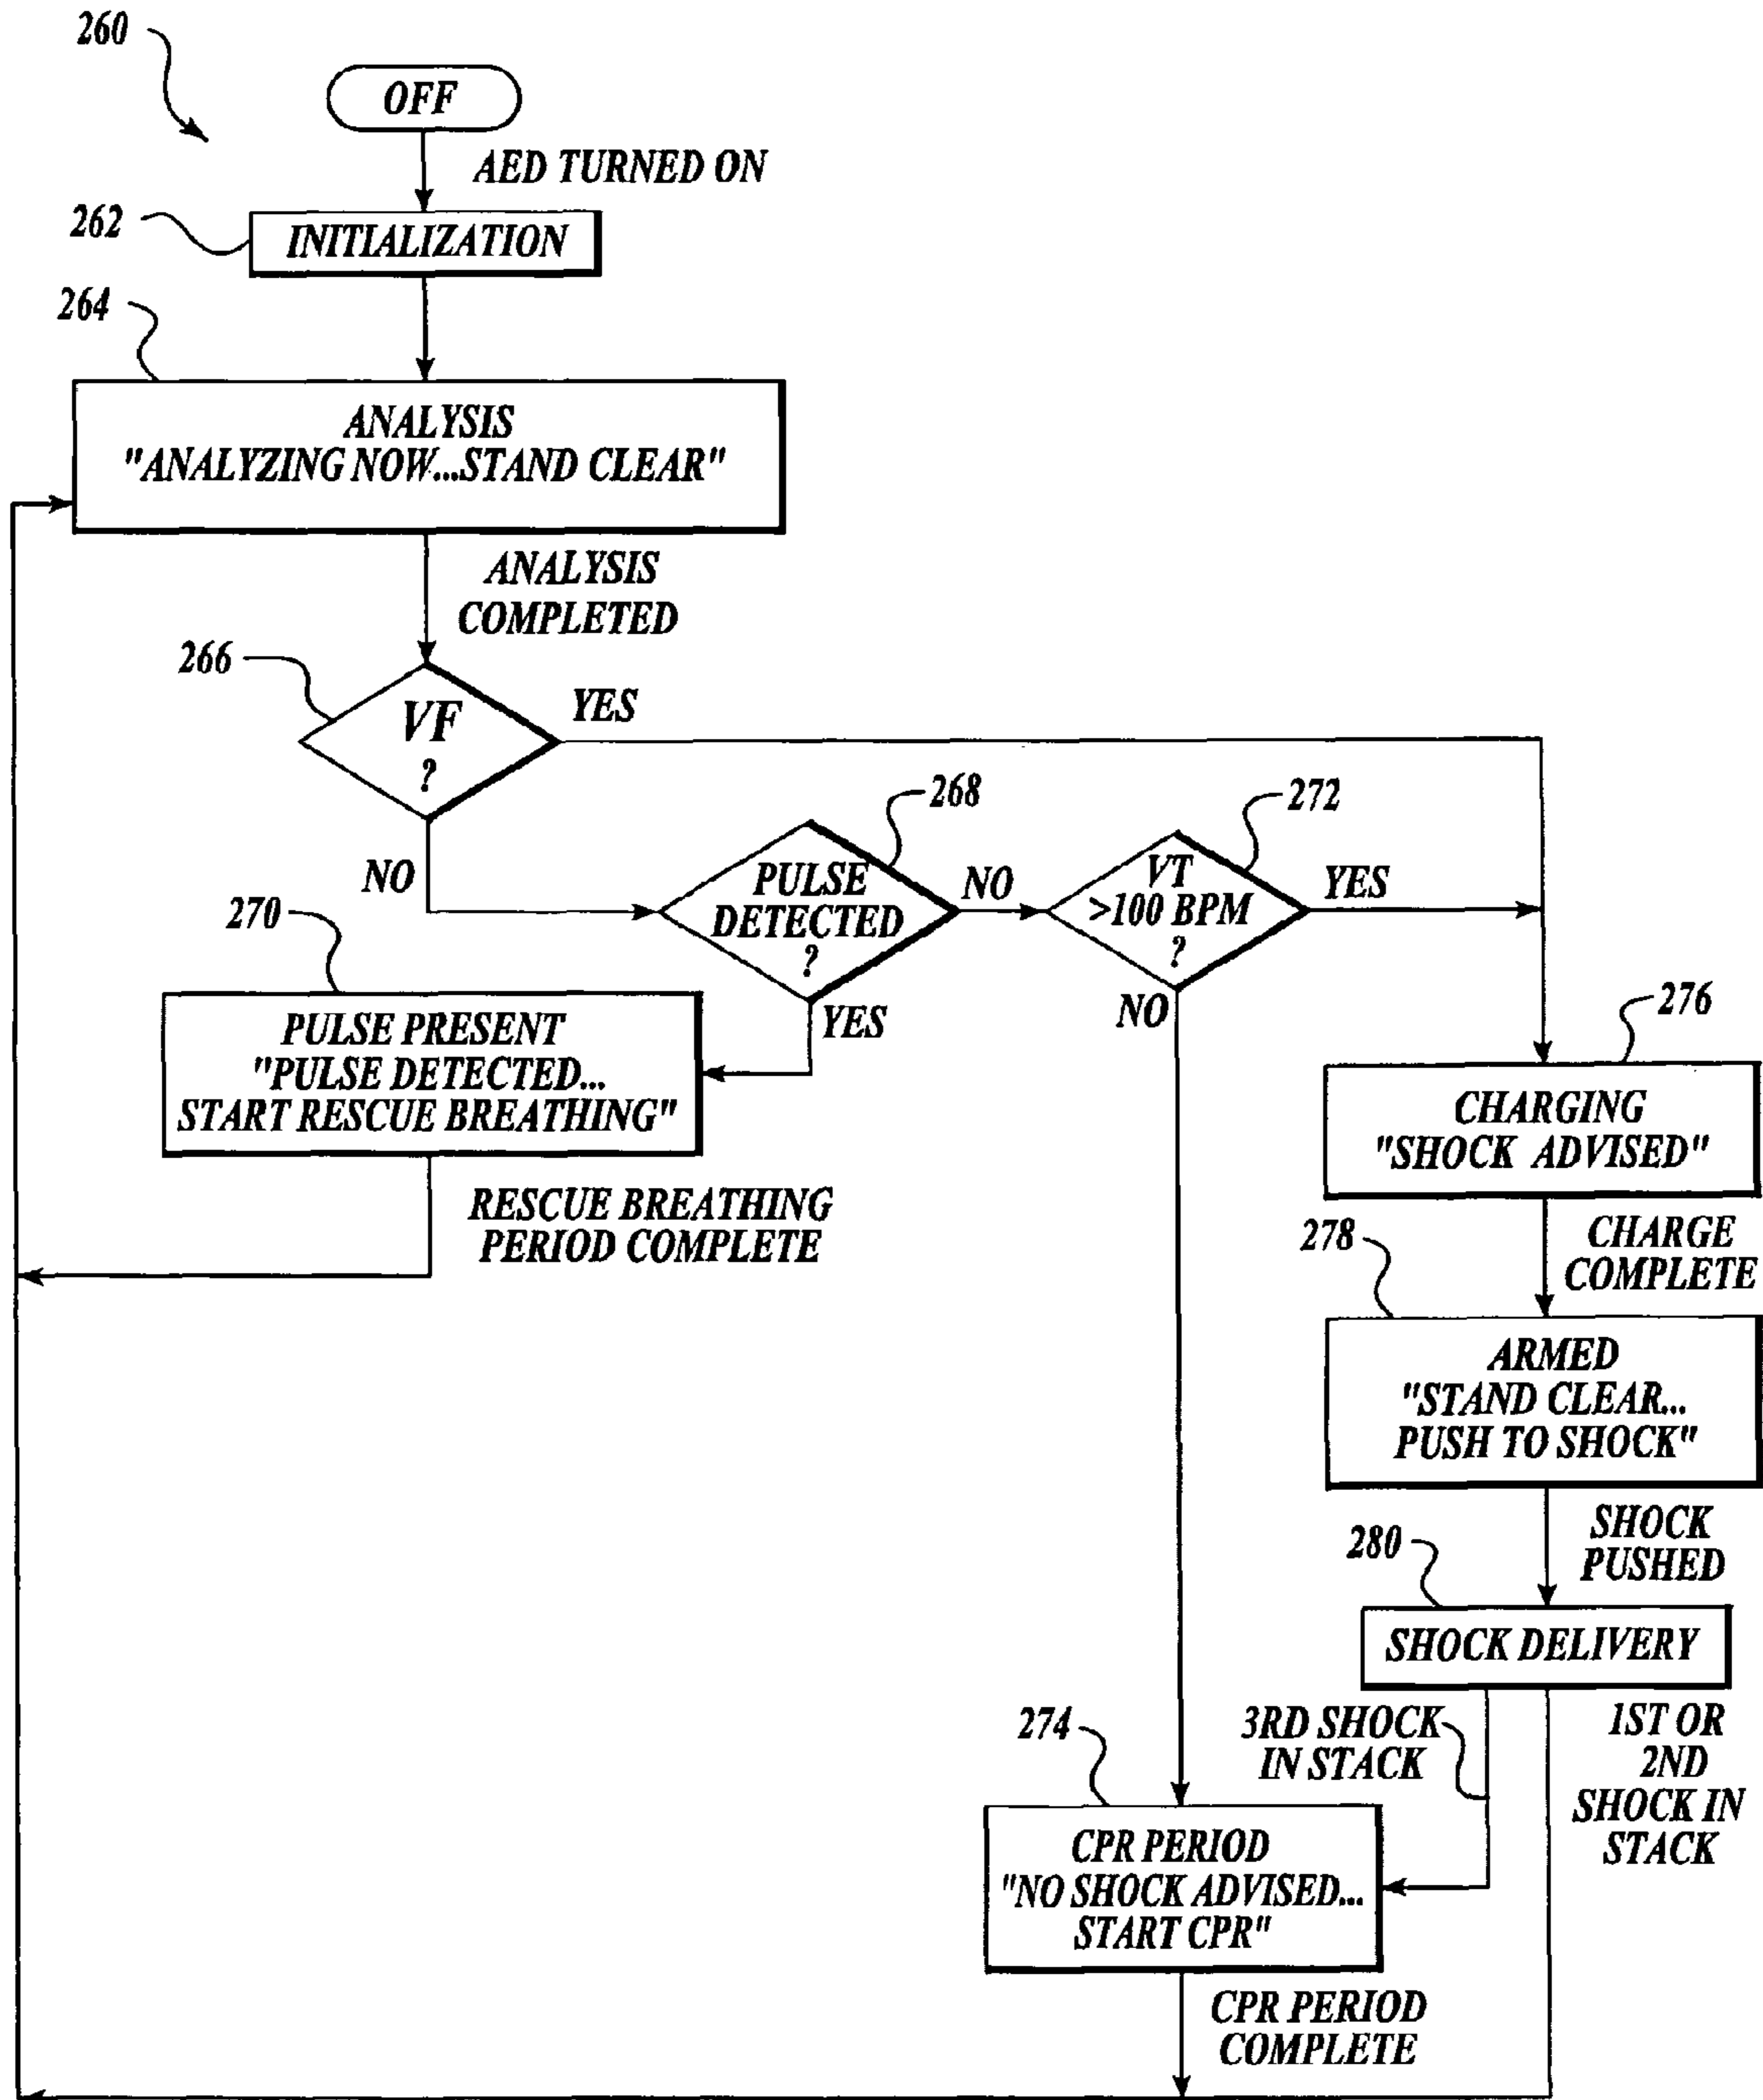 260
OFF
AED TURNED ON
262
INITIALIZATION
264
ANALYSIS
"ANALYZING NOW...STAND CLEAR"
ANALYSIS
COMPLETED
266
VF
?
YES
NO
268
PULSE
DETECTED
?
NO
YES
272
VT
>100 BPM
?
YES
NO
270
PULSE PRESENT
"PULSE DETECTED...
START RESCUE BREATHING"
RESCUE BREATHING
PERIOD COMPLETE
276
CHARGING
"SHOCK ADVISED"
CHARGE
COMPLETE
278
ARMED
"STAND CLEAR...
PUSH TO SHOCK"
SHOCK
PUSHED
280
SHOCK DELIVERY
3RD SHOCK
IN STACK
1ST OR
2ND
SHOCK IN
STACK
274
CPR PERIOD
"NO SHOCK ADVISED...
START CPR"
CPR PERIOD
COMPLETE